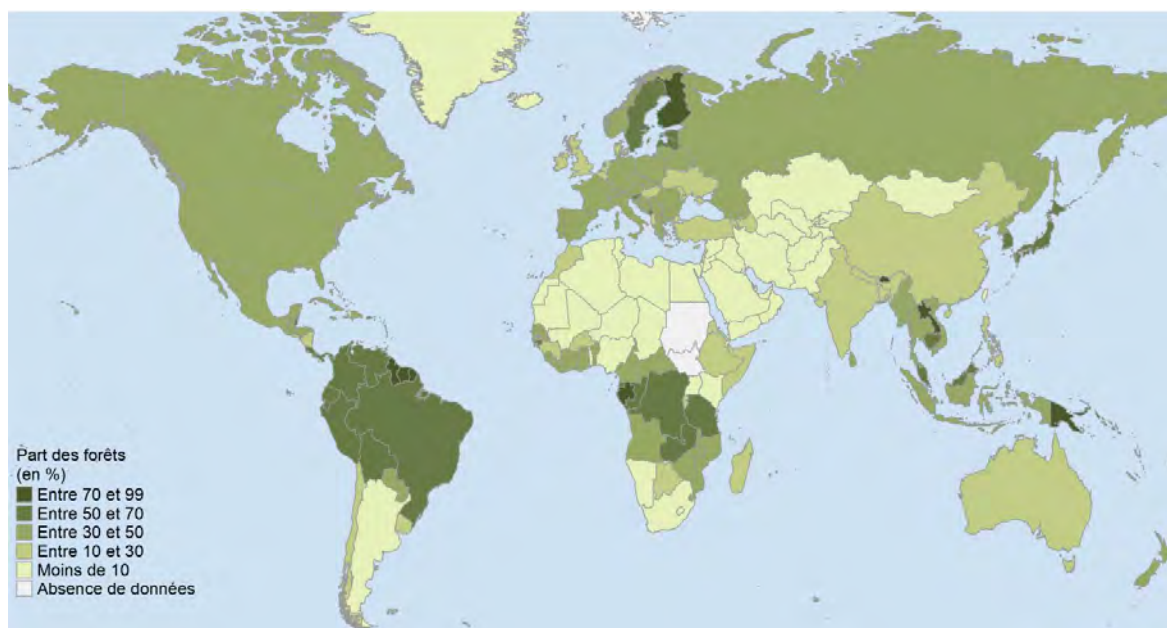 Part des forêts
(en %)
Entre 70 et 99
Entre 50 et 70
Entre 30 et 50
Entre 10 et 30
Moins de 10
Absence de données